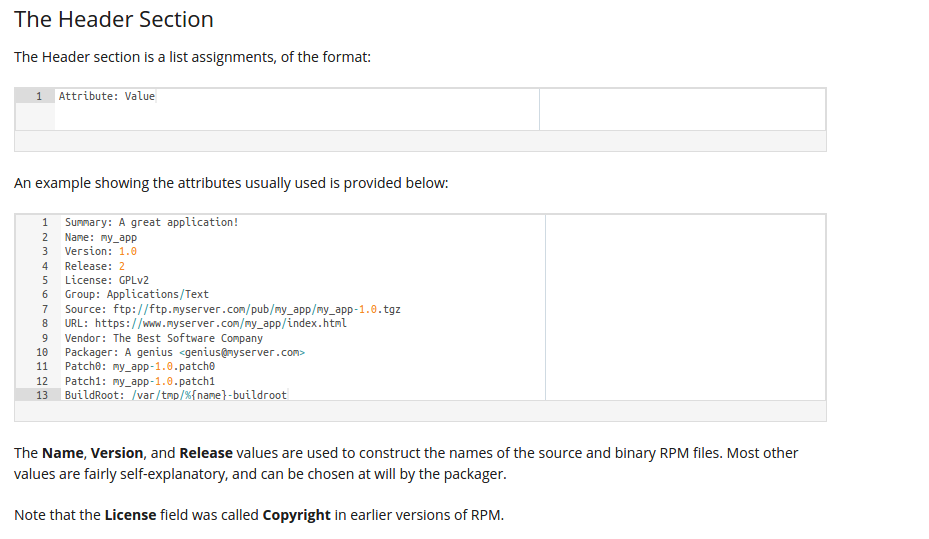 The Header Section
The Header section is a list assignments, of the format:
1 Attribute: Value
An example showing the attributes usually used is provided below:
1 Summary: A great application!
2 Name: my_app
3 Version: 1.0
4 Release: 2
5 License: GPLv2
6 Group: Applications/Text
7 Source: ftp://ftp.myserver.com/pub/my_app/my_app-1.0.tgz
8 URL: https://www.myserver.com/my_app/index.html
9 Vendor: The Best Software Company
10 Packager: A genius <genius@myserver.com>
11 Patch0: my_app-1.0.patch0
12 Patch1: my_app-1.0.patch1
13 BuildRoot: /var/tmp/%{name}-buildroot
The Name, Version, and Release values are used to construct the names of the source and binary RPM files. Most other
values are fairly self-explanatory, and can be chosen at will by the packager.
Note that the License field was called Copyright in earlier versions of RPM.